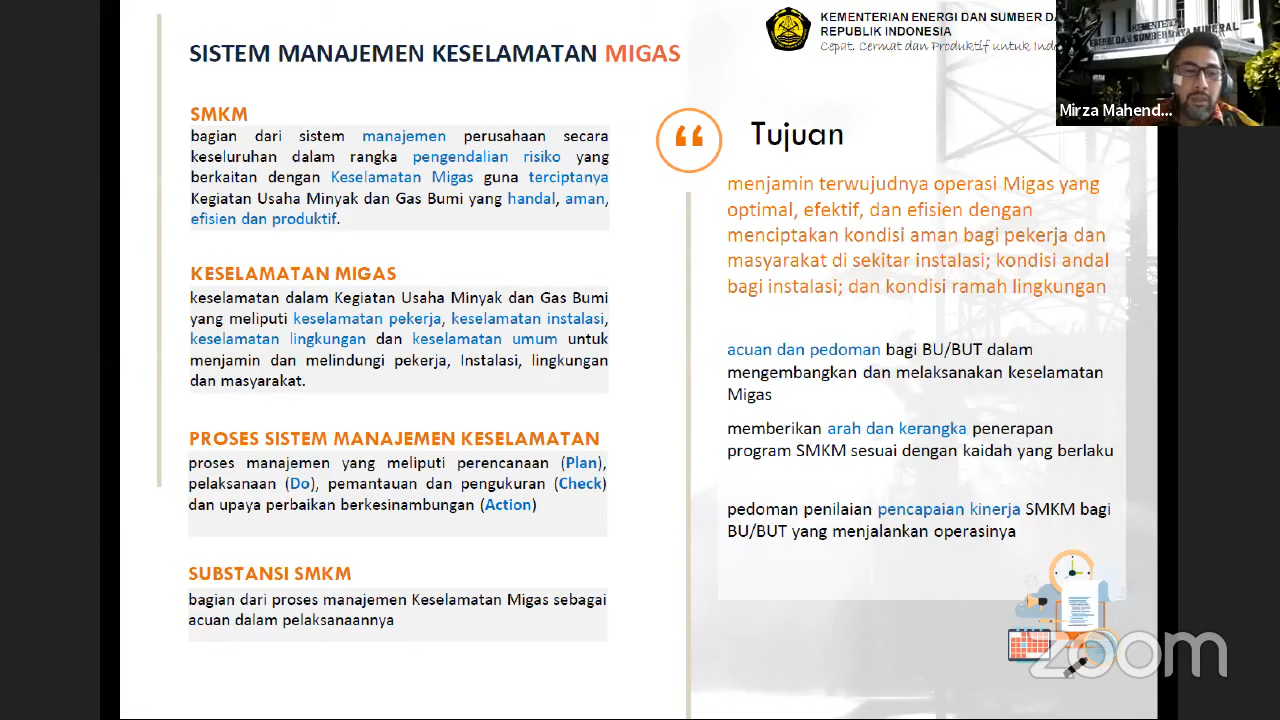 SISTEM MANAJEMEN KESELAMATAN MIGAS
KEMENTERIAN ENERGI DAN SUMBER DA
REPUBLIK INDONESIA
Cepat, Cermat dan Produktif untuk Ind
Mirza Mahend...
SMKM
bagian dari sistem manajemen perusahaan secara
keseluruhan dalam rangka pengendalian risiko yang
berkaitan dengan Keselamatan Migas guna terciptanya
Kegiatan Usaha Minyak dan Gas Bumi yang handal, aman,
efisien dan produktif.
KESELAMATAN MIGAS
keselamatan dalam Kegiatan Usaha Minyak dan Gas Bumi
yang meliputi keselamatan pekerja, keselamatan instalasi,
keselamatan lingkungan dan keselamatan umum untuk
menjamin dan melindungi pekerja, Instalasi, lingkungan
dan masyarakat.
PROSES SISTEM MANAJEMEN KESELAMATAN
proses manajemen yang meliputi perencanaan (Plan),
pelaksanaan (Do), pemantauan dan pengukuran (Check)
dan upaya perbaikan berkesinambungan (Action)
SUBSTANSI SMKM
bagian dari proses manajemen Keselamatan Migas sebagai
acuan dalam pelaksanaannya
“
Tujuan
menjamin terwujudnya operasi Migas yang
optimal, efektif, dan efisien dengan
menciptakan kondisi aman bagi pekerja dan
masyarakat di sekitar instalasi; kondisi andal
bagi instalasi; dan kondisi ramah lingkungan
acuan dan pedoman bagi BU/BUT dalam
mengembangkan dan melaksanakan keselamatan
Migas
memberikan arah dan kerangka penerapan
program SMKM sesuai dengan kaidah yang berlaku
pedoman penilaian pencapaian kinerja SMKM bagi
BU/BUT yang menjalankan operasinya
zoom